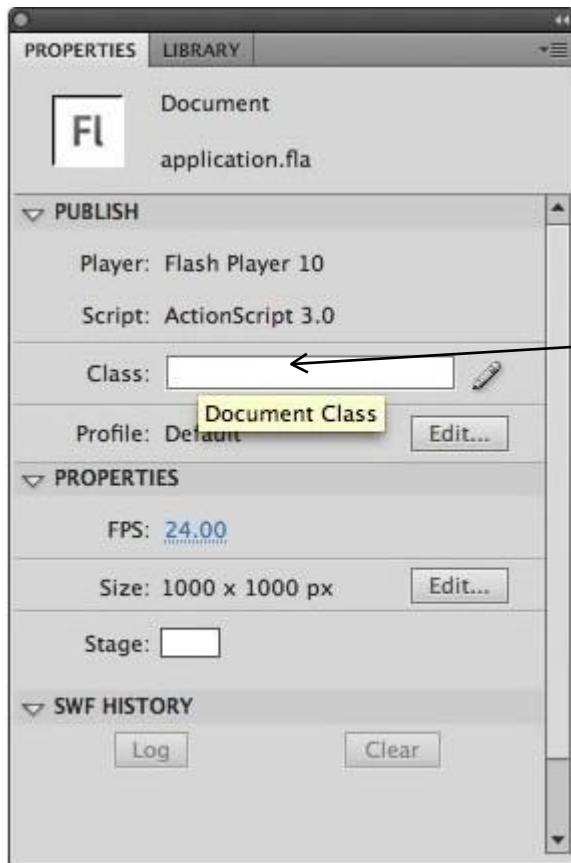 PROPERTIES LIBRARY
Fl
Document
application.fla
PUBLISH
Player: Flash Player 10
Script: ActionScript 3.0
Class:
Document Class
Profile: Default Edit...
PROPERTIES
FPS: 24.00
Size: 1000 x 1000 px Edit...
Stage:
SWF HISTORY
Log Clear